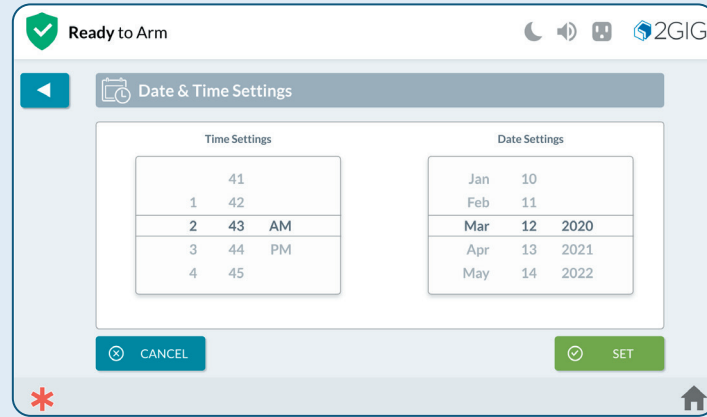 Ready to Arm
2GIG
Date & Time Settings
Time Settings
Date Settings
41
1 42
2 43 AM
3 44 PM
4 45
Jan 10
Feb 11
Mar 12 2020
Apr 13 2021
May 14 2022
CANCEL
SET